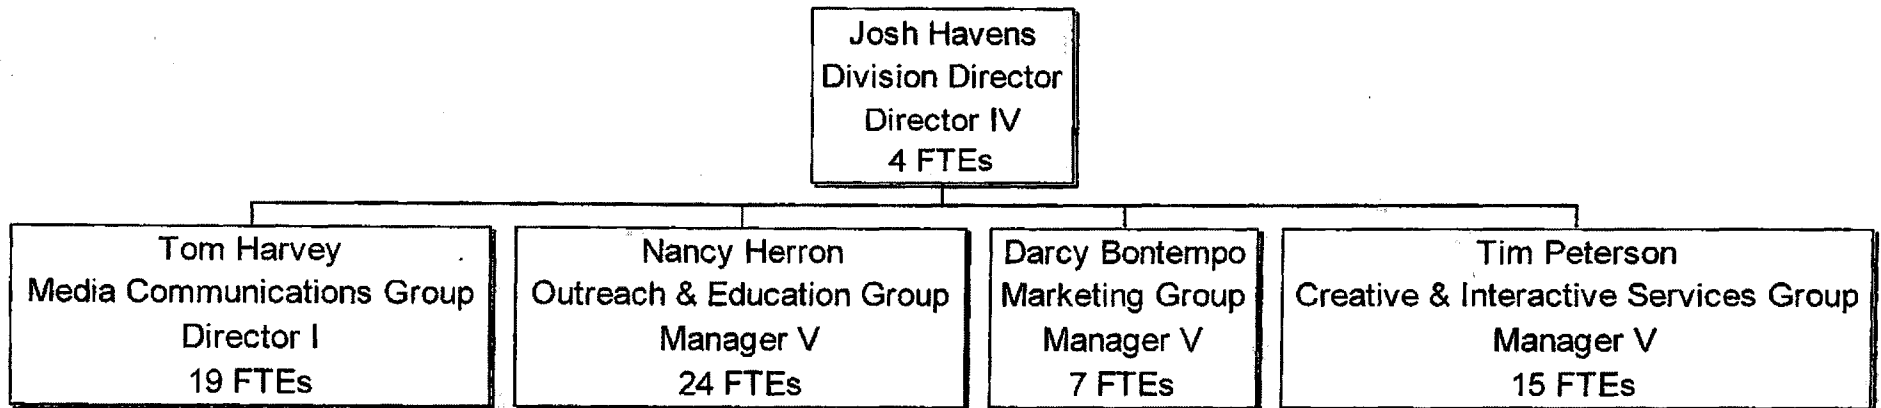 Josh Havens
Division Director
Director IV
4 FTEs
Tom Harvey
Media Communications Group
Director I
19 FTEs
Nancy Herron
Outreach & Education Group
Manager V
24 FTEs
Darcy Bontempo
Marketing Group
Manager V
7 FTEs
Tim Peterson
Creative & Interactive Services Group
Manager V
15 FTEs